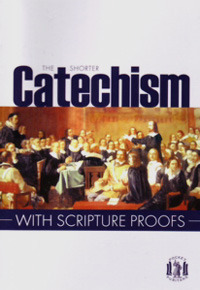 THE SHORTER
Catechism
WITH SCRIPTURE PROOFS